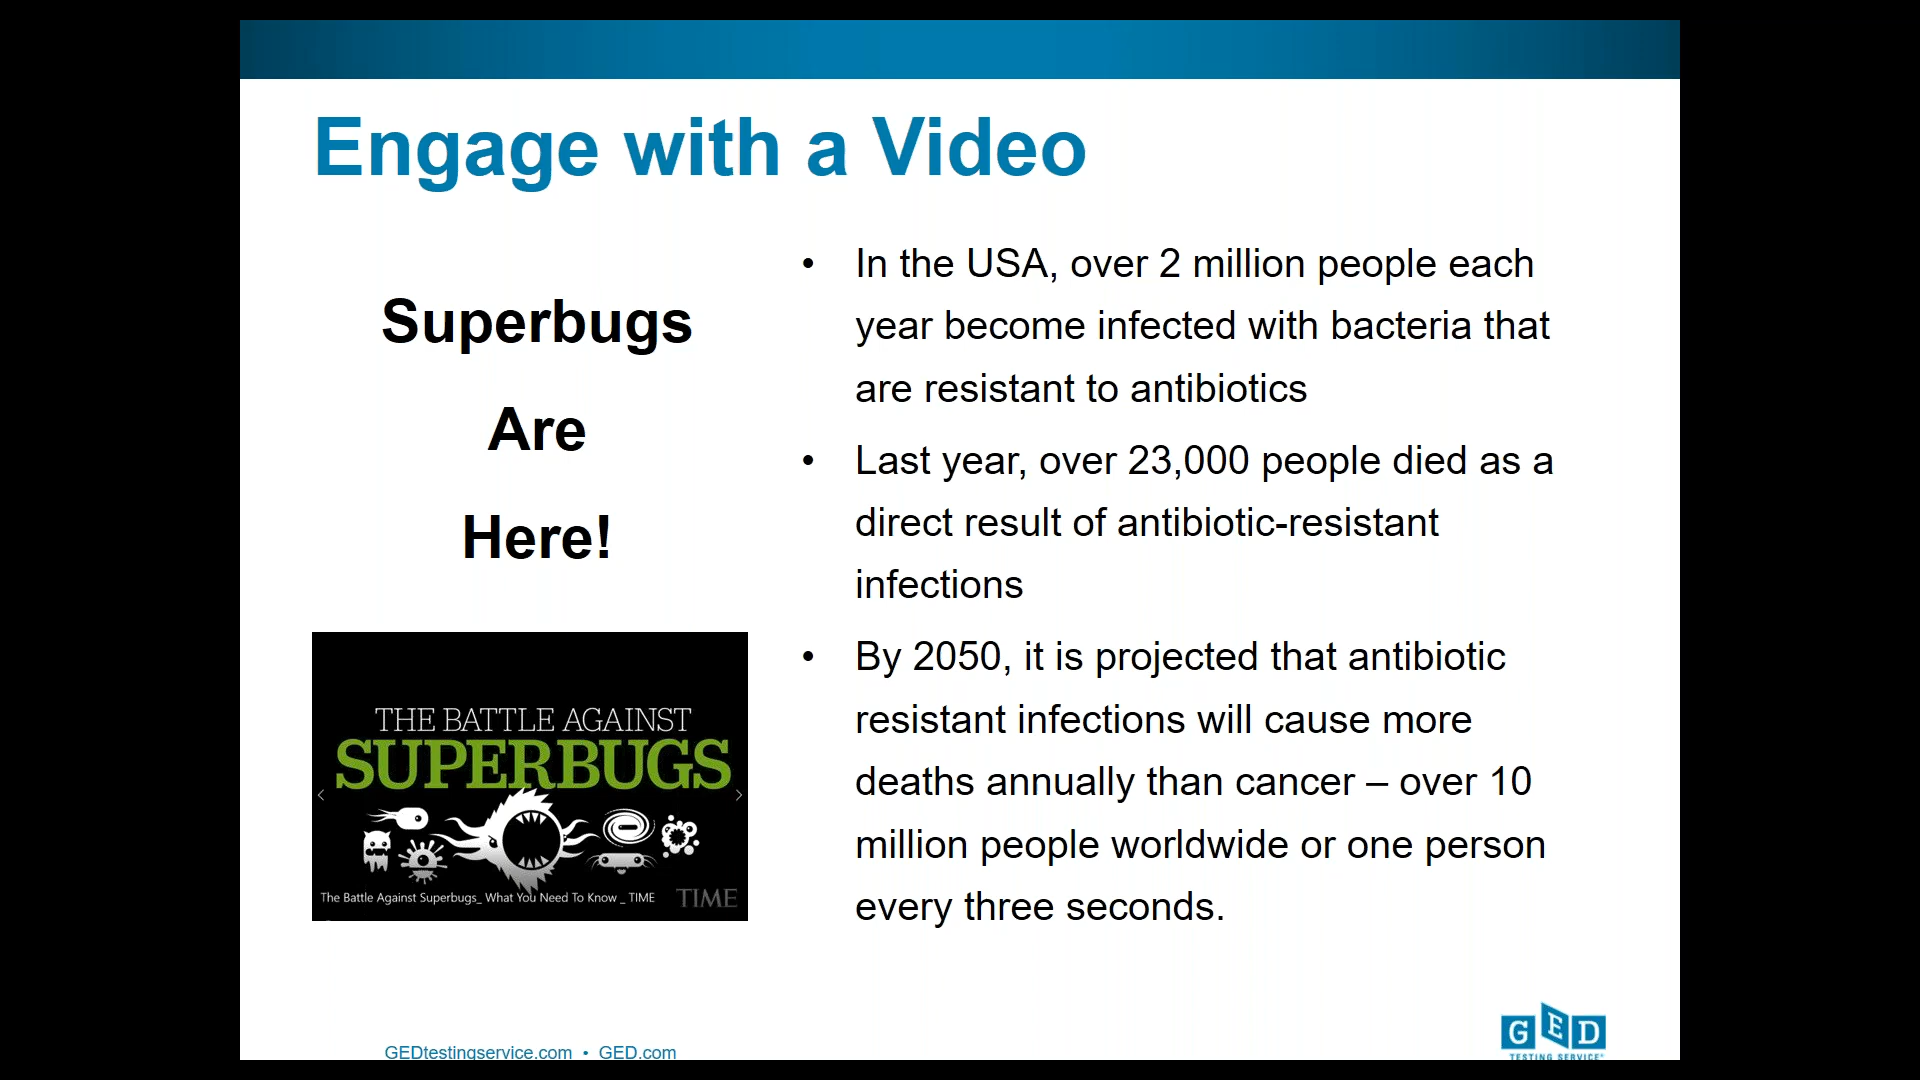 Engage with a Video
Superbugs
Are
Here!
THE BATTLE AGAINST
SUPERBUGS
The Battle Against Superbugs_ What You Need To Know _ TIME
TIME
• In the USA, over 2 million people each
year become infected with bacteria that
are resistant to antibiotics
• Last year, over 23,000 people died as a
direct result of antibiotic-resistant
infections
• By 2050, it is projected that antibiotic
resistant infections will cause more
deaths annually than cancer – over 10
million people worldwide or one person
every three seconds.
GEDtestingservice.com • GED.com
GED
TESTING SERVICE